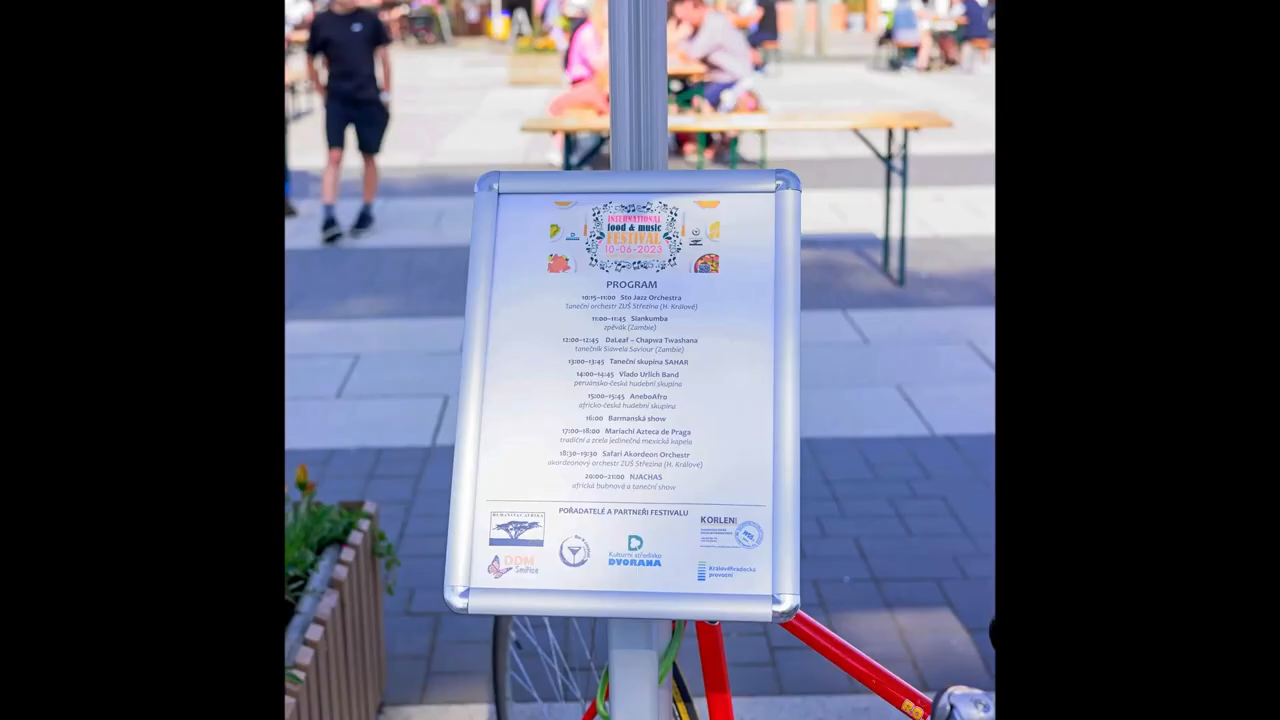 INTERNATIONAL
food & music
FESTIVAL
10-06-2023
PROGRAM
10:15–11:00 Sto Jazz Orchestra
Taneční orchestr ZUŠ Střezina (H. Králové)
11:00–11:45 Siankumba
zpěvák (Zambie)
12:00–12:45 DaLeaf – Chapwa Twashana
tanečník Siawela Saviour (Zambie)
13:00–13:45 Taneční skupina SAHAR
14:00–14:45 Vlado Urlich Band
peruánsko-česká hudební skupina
15:00–15:45 AneboAfro
africko-česká hudební skupina
16:00 Barmanská show
17:00–18:00 Mariachi Azteca de Praga
tradiční a zcela jedinečná mexická kapela
18:30–19:30 Safari Akordeon Orchestr
akordeonový orchestr ZUŠ Střezina (H. Králové)
20:00–21:00 NJACHAS
africká bubnová a taneční show
POŘADATELÉ A PARTNEŘI FESTIVALU
HUMANISTA AFRIKA
KORLEN
DDM
Smiřice
Kulturní středisko
DVORANA
Královéhradecká
provozní